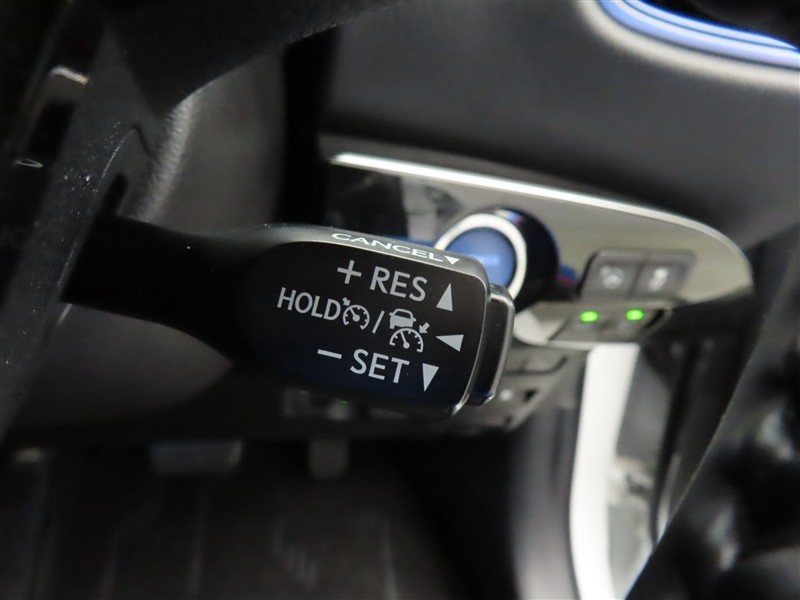 CANCEL▼
+ RES ▲
HOLD / ◀
− SET ▼